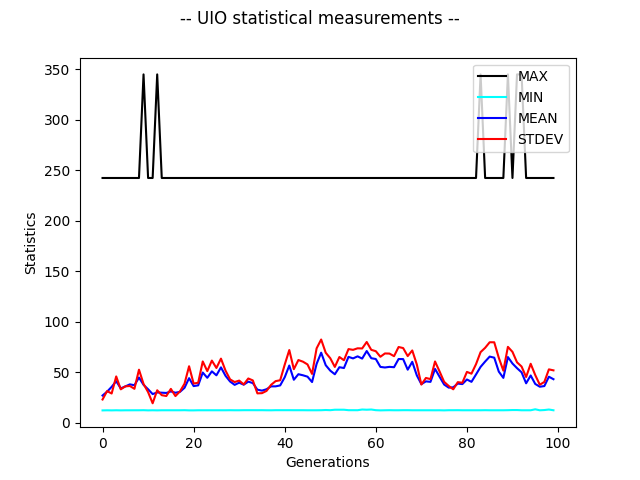 -- UIO statistical measurements --
350
300
250
200
150
100
50
0
Statistics
MAX
MIN
MEAN
STDEV
0 20 40 60 80 100
Generations